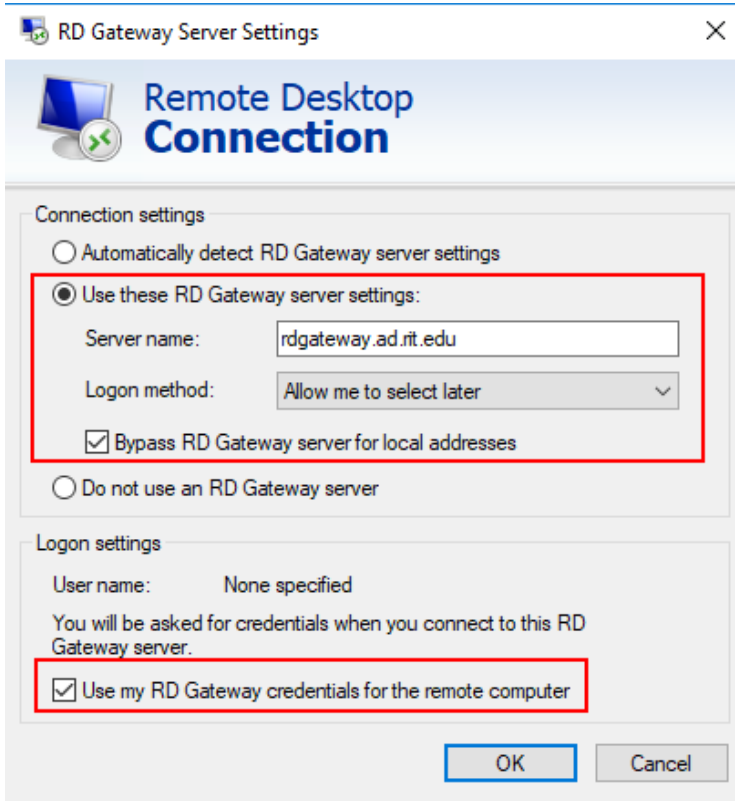 RD Gateway Server Settings
Remote Desktop
Connection
Connection settings
Automatically detect RD Gateway server settings
Use these RD Gateway server settings:
Server name: rdgateway.ad.rit.edu
Logon method: Allow me to select later
Bypass RD Gateway server for local addresses
Do not use an RD Gateway server
Logon settings
User name: None specified
You will be asked for credentials when you connect to this RD
Gateway server.
Use my RD Gateway credentials for the remote computer
OK Cancel